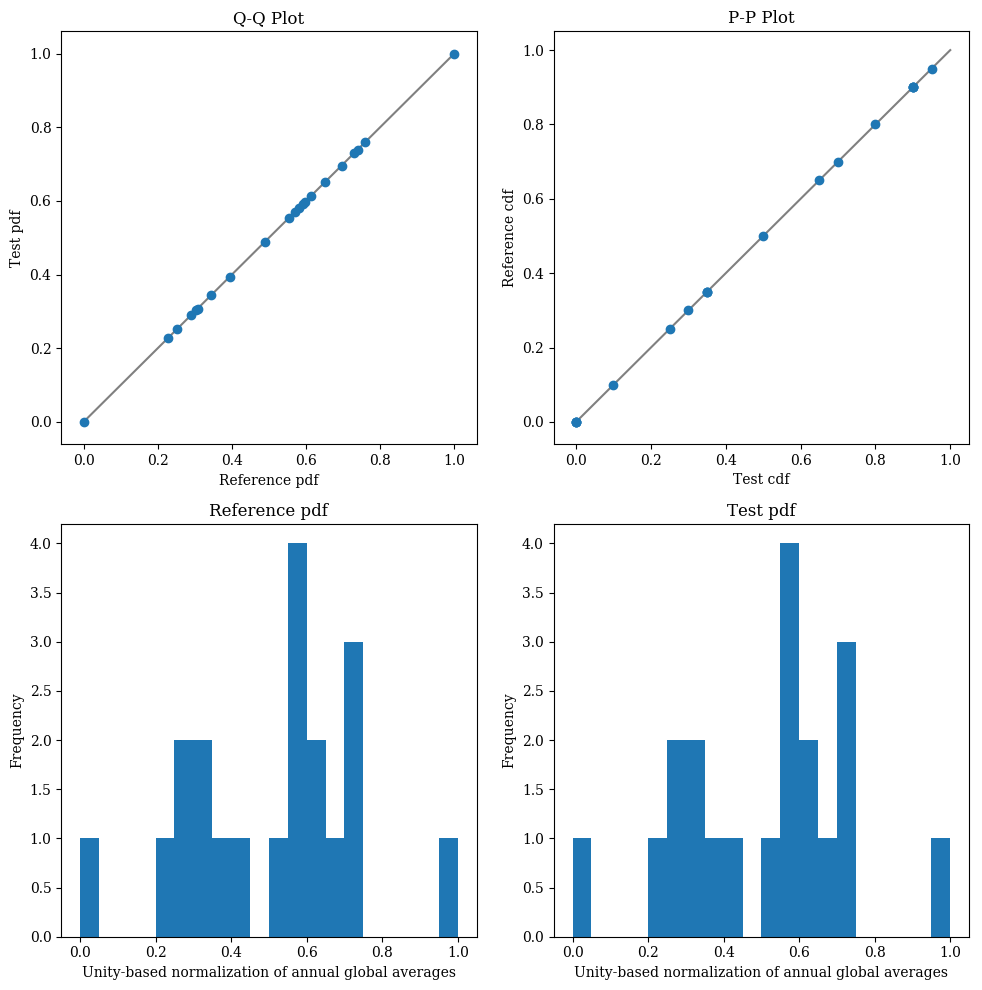 Q-Q Plot
1.0
0.8
0.6
0.4
0.2
0.0
Test pdf
0.0 0.2 0.4 0.6 0.8 1.0
Reference pdf
P-P Plot
1.0
0.8
0.6
0.4
0.2
0.0
Reference cdf
0.0 0.2 0.4 0.6 0.8 1.0
Test cdf
Reference pdf
4.0
3.5
3.0
2.5
2.0
1.5
1.0
0.5
0.0
Frequency
0.0 0.2 0.4 0.6 0.8 1.0
Unity-based normalization of annual global averages
Test pdf
4.0
3.5
3.0
2.5
2.0
1.5
1.0
0.5
0.0
Frequency
0.0 0.2 0.4 0.6 0.8 1.0
Unity-based normalization of annual global averages